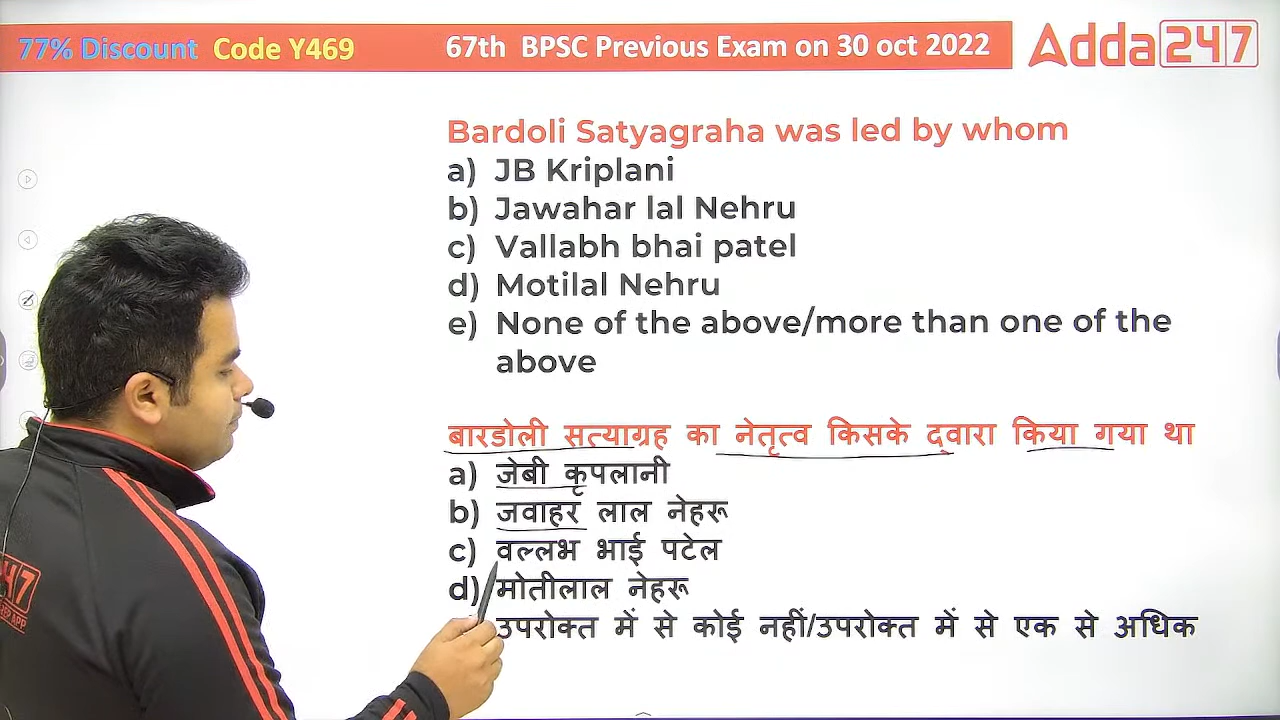 77% Discount Code Y469 67th BPSC Previous Exam on 30 oct 2022 Adda247
Bardoli Satyagraha was led by whom
a) JB Kriplani
b) Jawahar lal Nehru
c) Vallabh bhai patel
d) Motilal Nehru
e) None of the above/more than one of the
above
बारडोली सत्याग्रह का नेतृत्व किसके द्वारा किया गया था
a) जेबी कृपलानी
b) जवाहर लाल नेहरू
c) वल्लभ भाई पटेल
d) मोतीलाल नेहरू
उपरोक्त में से कोई नहीं/उपरोक्त में से एक से अधिक